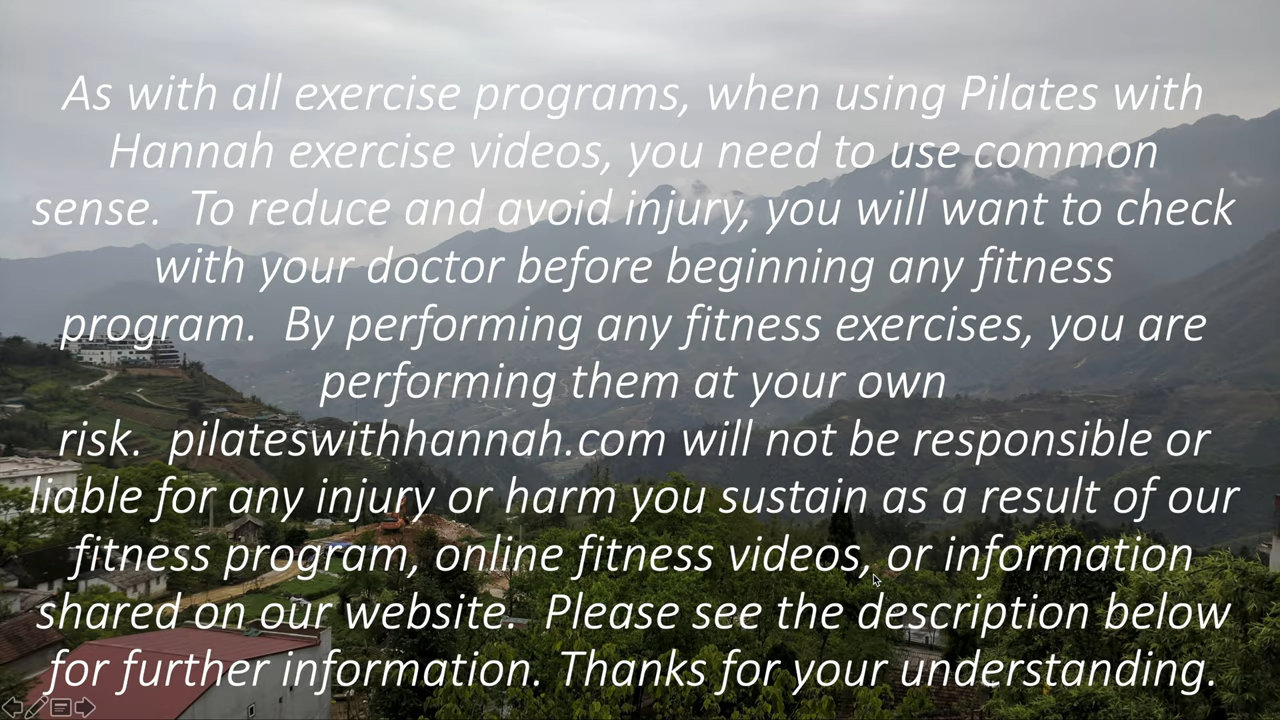 As with all exercise programs, when using Pilates with
Hannah exercise videos, you need to use common
sense.  To reduce and avoid injury, you will want to check
with your doctor before beginning any fitness
program.  By performing any fitness exercises, you are
performing them at your own
risk.  pilateswithhannah.com will not be responsible or
liable for any injury or harm you sustain as a result of our
fitness program, online fitness videos, or information
shared on our website.  Please see the description below
for further information. Thanks for your understanding.